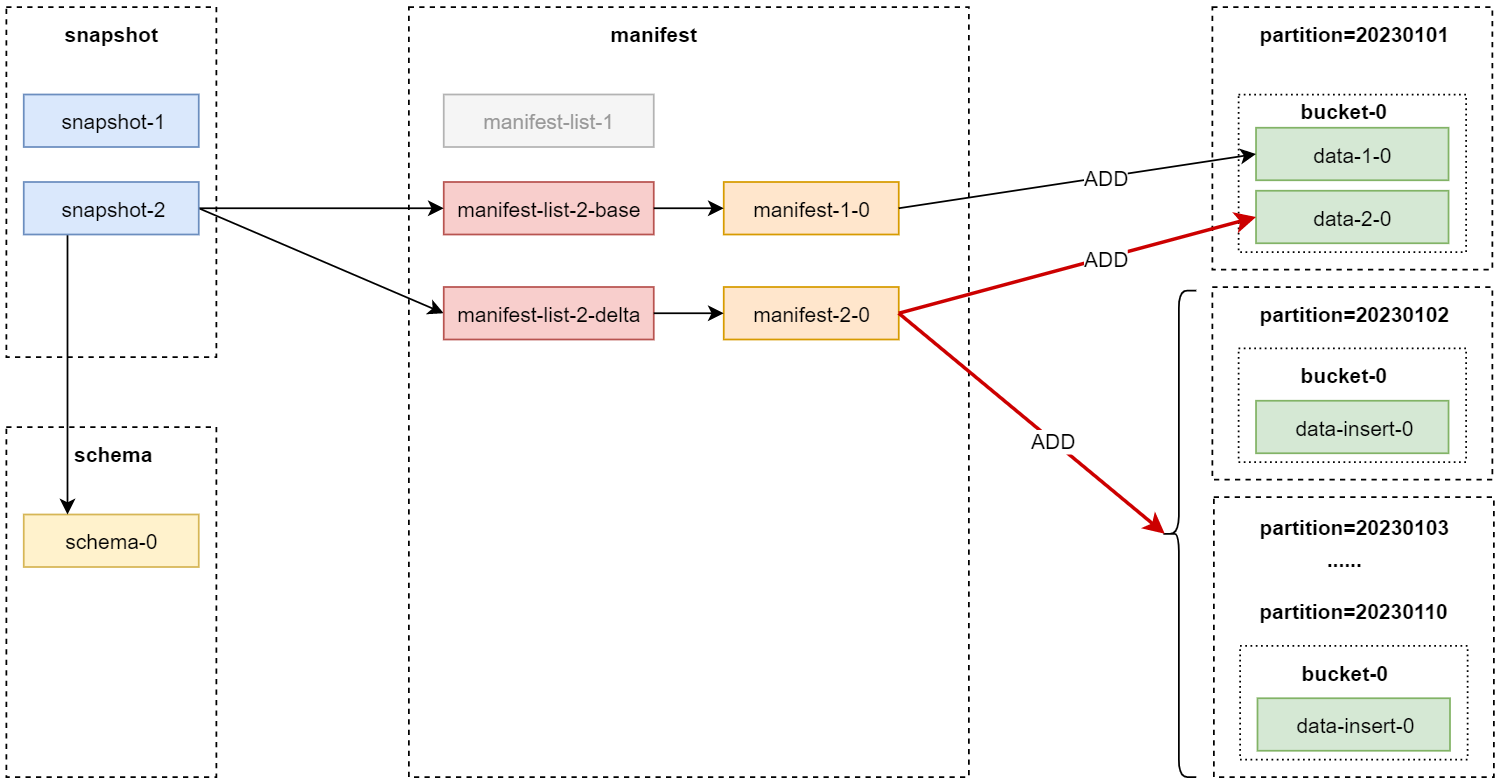 snapshot
snapshot-1
snapshot-2
schema
schema-0
manifest
manifest-list-1
manifest-list-2-base
manifest-1-0
manifest-list-2-delta
manifest-2-0
ADD
ADD
ADD
partition=20230101
bucket-0
data-1-0
data-2-0
partition=20230102
bucket-0
data-insert-0
partition=20230103
......
partition=20230110
bucket-0
data-insert-0